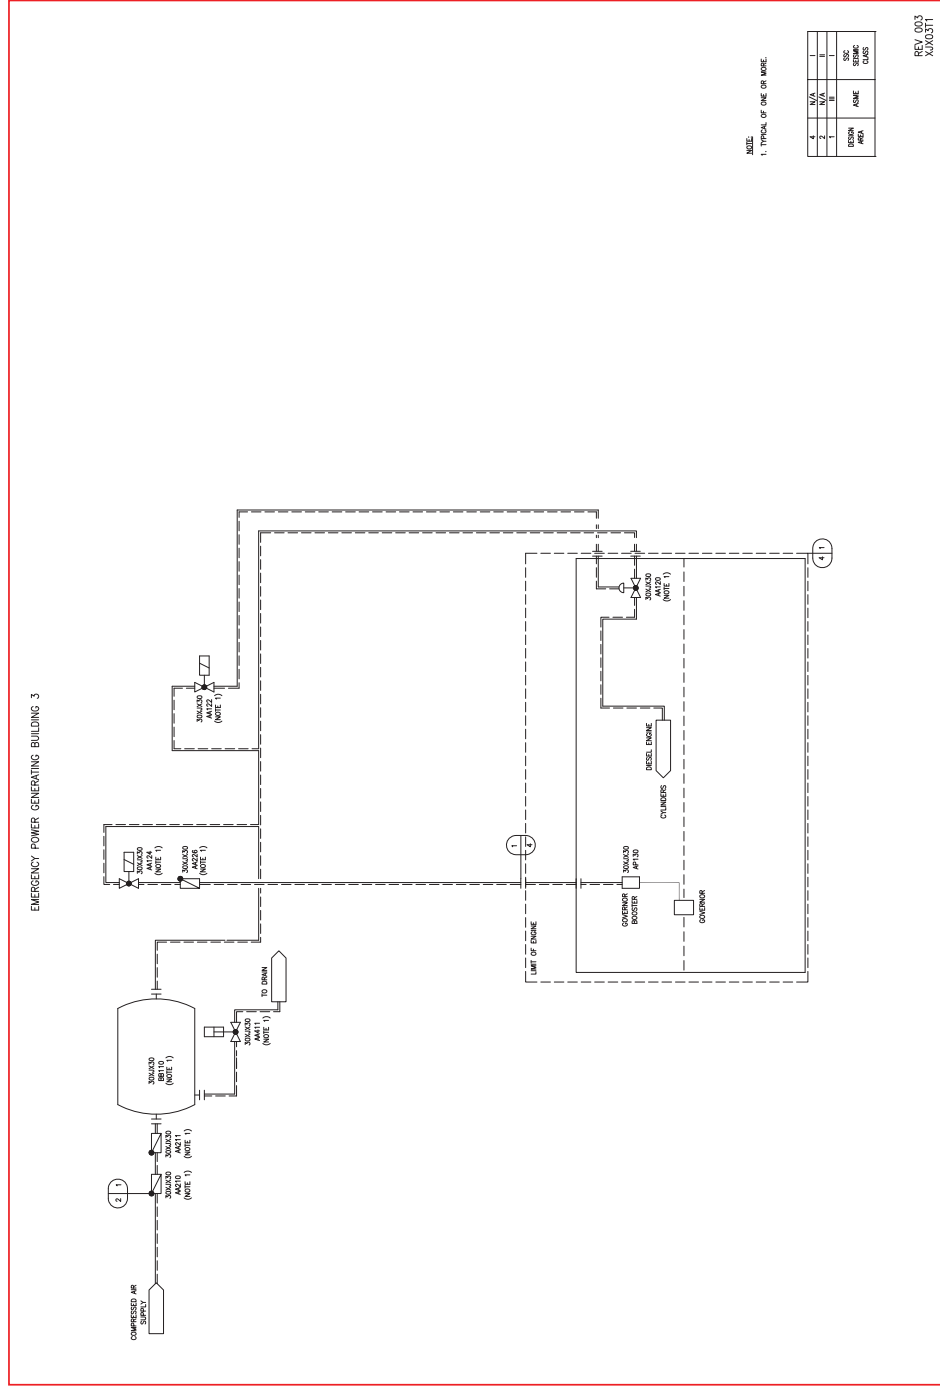 EMERGENCY POWER GENERATING BUILDING 3
COMPRESSED AIR
SUPPLY
2 1
30XJX30
AA210
(NOTE 1)
30XJX30
AA211
(NOTE 1)
30XJX30
BB110
(NOTE 1)
30XJX30
AA411
(NOTE 1)
TO DRAIN
30XJX30
AA124
(NOTE 1)
30XJX30
AA226
(NOTE 1)
30XJX30
AA122
(NOTE 1)
1
4
LIMIT OF ENGINE
GOVERNOR
BOOSTER
30XJX30
AP130
GOVERNOR
DIESEL ENGINE
CYLINDERS
30XJX30
AA120
(NOTE 1)
4 1
NOTE:
1. TYPICAL OF ONE OR MORE.
4 N/A I
2 N/A II
1 III I
DESIGN
AREA
ASME
SSC
SEISMIC
CLASS
REV 003
XJX03T1